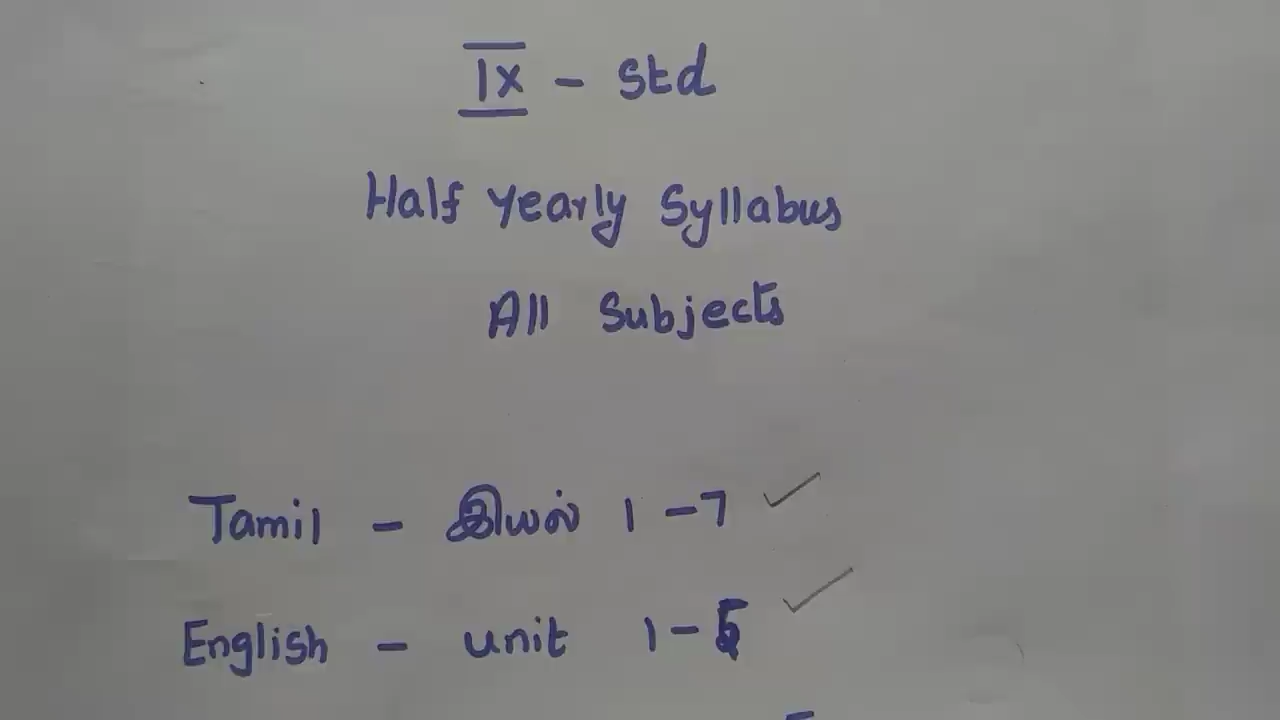 IX - Std
Half Yearly Syllabus
All Subjects
Tamil - இயல் 1-7
English - unit 1-5